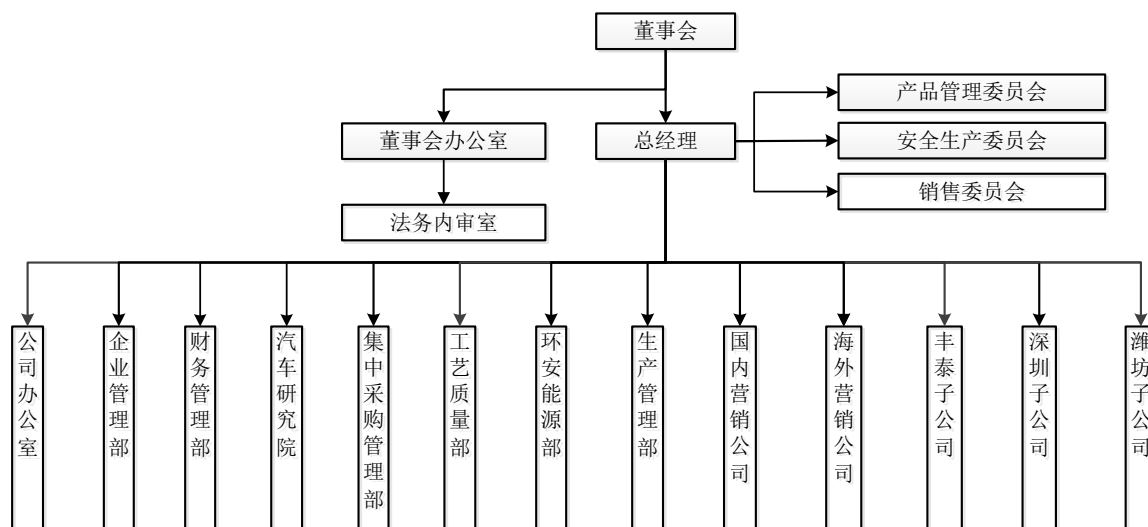 董事会
产品管理委员会
董事会办公室
总经理
安全生产委员会
销售委员会
法务内审室
公司办公室
企业管理部
财务管理部
汽车研究院
集中采购管理部
工艺质量部
环安能源部
生产管理部
国内营销公司
海外营销公司
丰泰子公司
深圳子公司
潍坊子公司